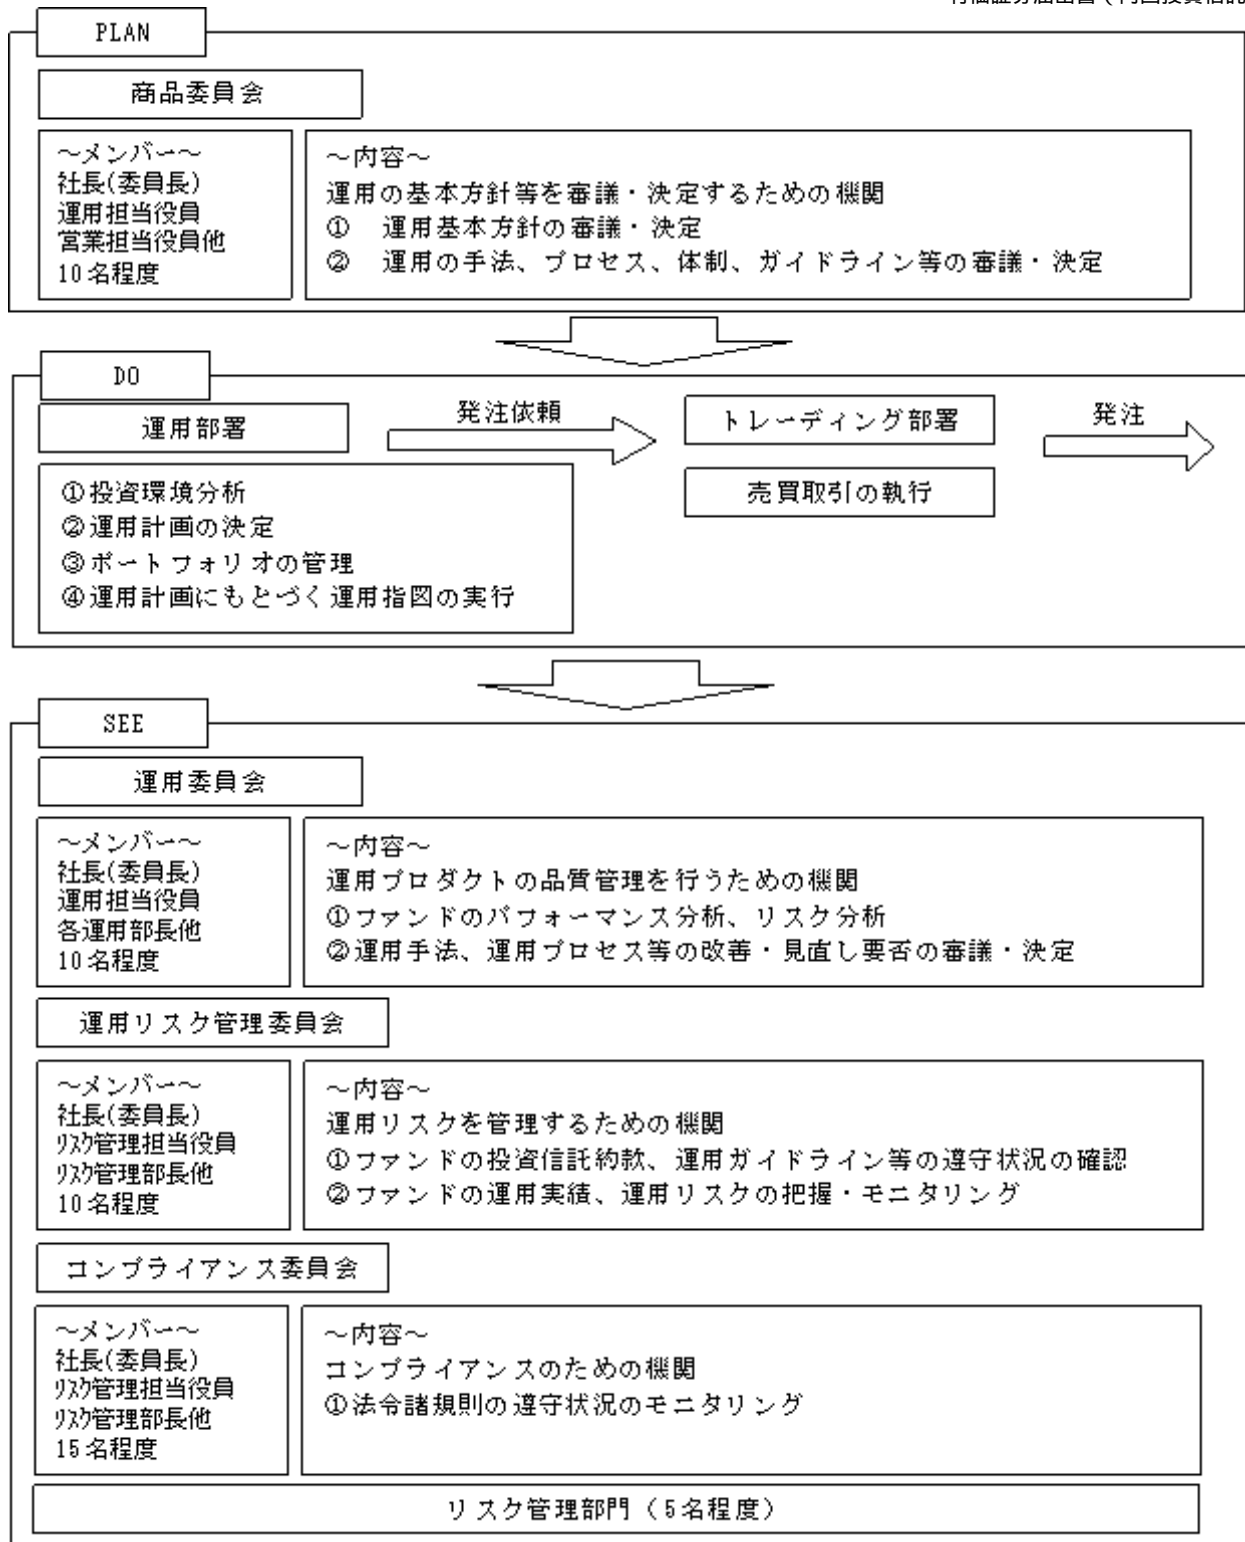 PLAN
商品委員会
～メンバー～
社長(委員長)
運用担当役員
営業担当役員他
10名程度
～内容～
運用の基本方針等を審議・決定するための機関
①　運用基本方針の審議・決定
②　運用の手法、プロセス、体制、ガイドライン等の審議・決定
DO
運用部署
発注依頼
トレーディング部署
発注
売買取引の執行
①投資環境分析
②運用計画の決定
③ポートフォリオの管理
④運用計画にもとづく運用指図の実行
SEE
運用委員会
～メンバー～
社長(委員長)
運用担当役員
各運用部長他
10名程度
～内容～
運用プロダクトの品質管理を行うための機関
①ファンドのパフォーマンス分析、リスク分析
②運用手法、運用プロセス等の改善・見直し要否の審議・決定
運用リスク管理委員会
～メンバー～
社長(委員長)
ﾘｽｸ管理担当役員
ﾘｽｸ管理部長他
10名程度
～内容～
運用リスクを管理するための機関
①ファンドの投資信託約款、運用ガイドライン等の遵守状況の確認
②ファンドの運用実績、運用リスクの把握・モニタリング
コンプライアンス委員会
～メンバー～
社長(委員長)
ﾘｽｸ管理担当役員
ﾘｽｸ管理部長他
15名程度
～内容～
コンプライアンスのための機関
①法令諸規則の遵守状況のモニタリング
リスク管理部門（5名程度）